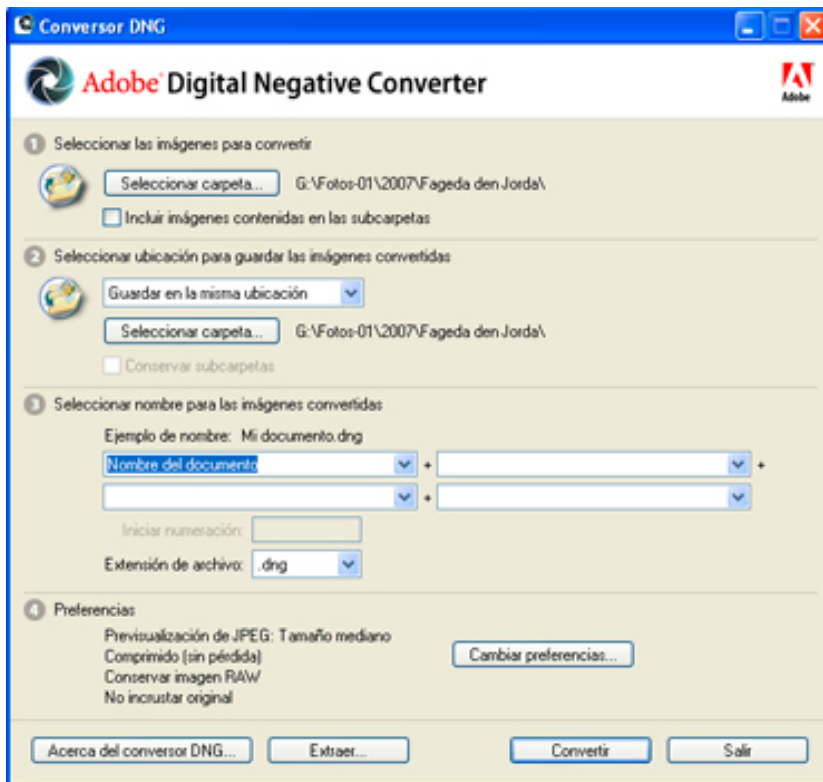 Conversor DNG
Adobe® Digital Negative Converter
Adobe
1 Seleccionar las imágenes para convertir
Seleccionar carpeta... G:\Fotos-01\2007\Fageda den Jorda\
Incluir imágenes contenidas en las subcarpetas
2 Seleccionar ubicación para guardar las imágenes convertidas
Guardar en la misma ubicación
Seleccionar carpeta... G:\Fotos-01\2007\Fageda den Jorda\
Conservar subcarpetas
3 Seleccionar nombre para las imágenes convertidas
Ejemplo de nombre: Mi documento.dng
Nombre del documento + +
+
Iniciar numeración:
Extensión de archivo: .dng
4 Preferencias
Previsualización de JPEG: Tamaño mediano
Comprimido (sin pérdida)
Cambiar preferencias...
Conservar imagen RAW
No incrustar original
Acerca del conversor DNG... Extraer... Convertir Salir